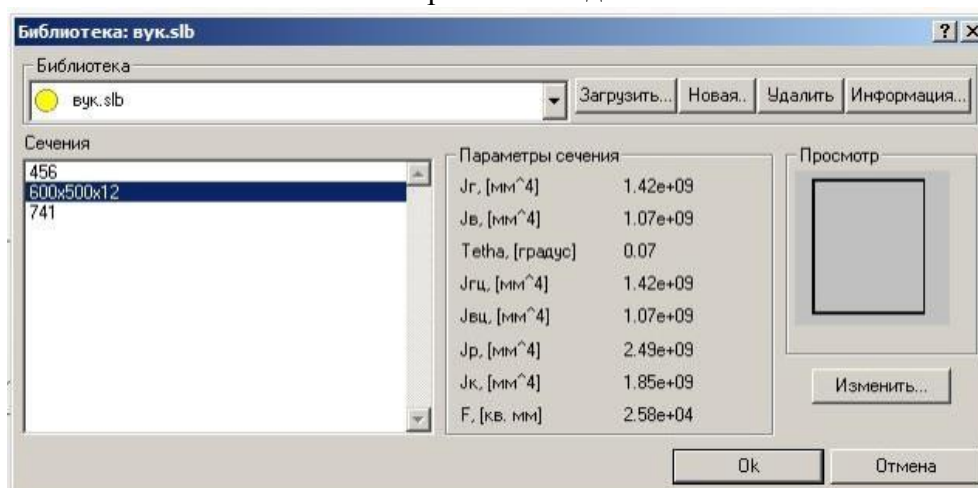 Библиотека: вук.slb
Библиотека
вук.slb
Загрузить... Новая.. Удалить Информация...
Сечения
456
600x500x12
741
Параметры сечения
Jг, [мм^4] 1.42e+09
Jв, [мм^4] 1.07e+09
Tetha, [градус] 0.07
Jгц, [мм^4] 1.42e+09
Jвц, [мм^4] 1.07e+09
Jp, [мм^4] 2.49e+09
Jк, [мм^4] 1.85e+09
F, [кв. мм] 2.58e+04
Просмотр
Изменить...
Ok Отмена